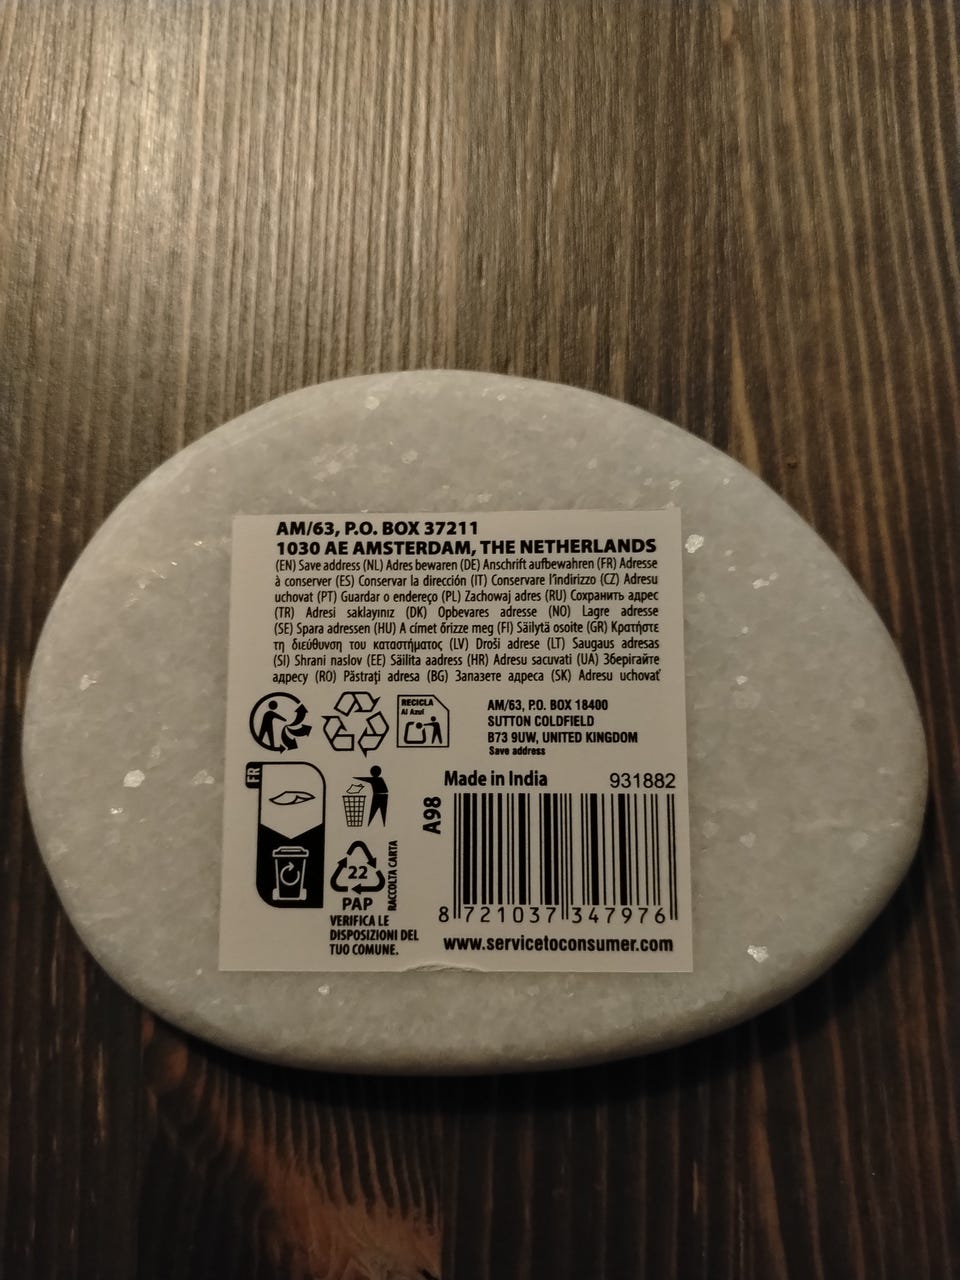 AM/63, P.O. BOX 37211
1030 AE AMSTERDAM, THE NETHERLANDS
(EN) Save address (NL) Adres bewaren (DE) Anschrift aufbewahren (FR) Adresse
à conserver (ES) Conservar la dirección (IT) Conservare l'indirizzo (CZ) Adresu
uchovat (PT) Guardar o endereço (PL) Zachowaj adres (RU) Сохранить адрес
(TR) Adresi saklayınız (DK) Opbevares adresse (NO) Lagre adresse
(SE) Spara adressen (HU) A címet őrizze meg (FI) Säilytä osoite (GR) Κρατήστε
τη διεύθυνση του καταστήματος (LV) Droši adrese (LT) Saugaus adresas
(SI) Shrani naslov (EE) Säilita aadress (HR) Adresu sacuvati (UA) Зберігайте
адресу (RO) Păstrați adresa (BG) Запазете адреса (SK) Adresu uchovať
RECICLA
Al Azul
AM/63, P.O. BOX 18400
SUTTON COLDFIELD
B73 9UW, UNITED KINGDOM
Save address
FR
Made in India 931882
A98
22
PAP
RACCOLTA CARTA
VERIFICA LE
DISPOSIZIONI DEL
TUO COMUNE.
8 721037 347976
www.servicetoconsumer.com